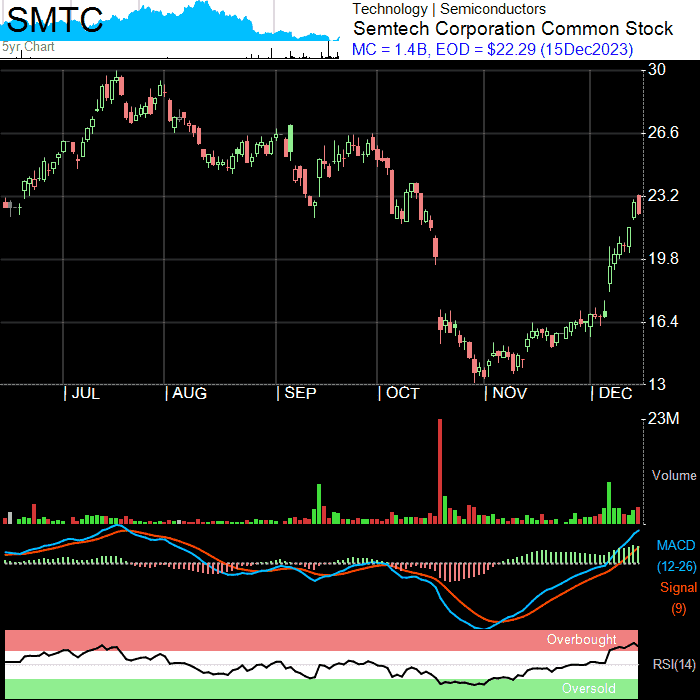 SMTC
5yr. Chart
Technology | Semiconductors
Semtech Corporation Common Stock
MC = 1.4B, EOD = $22.29 (15Dec2023)
30
26.6
23.2
19.8
16.4
13
JUL AUG SEP OCT NOV DEC
23M
Volume
MACD
(12-26)
Signal
(9)
Overbought
RSI(14)
Oversold